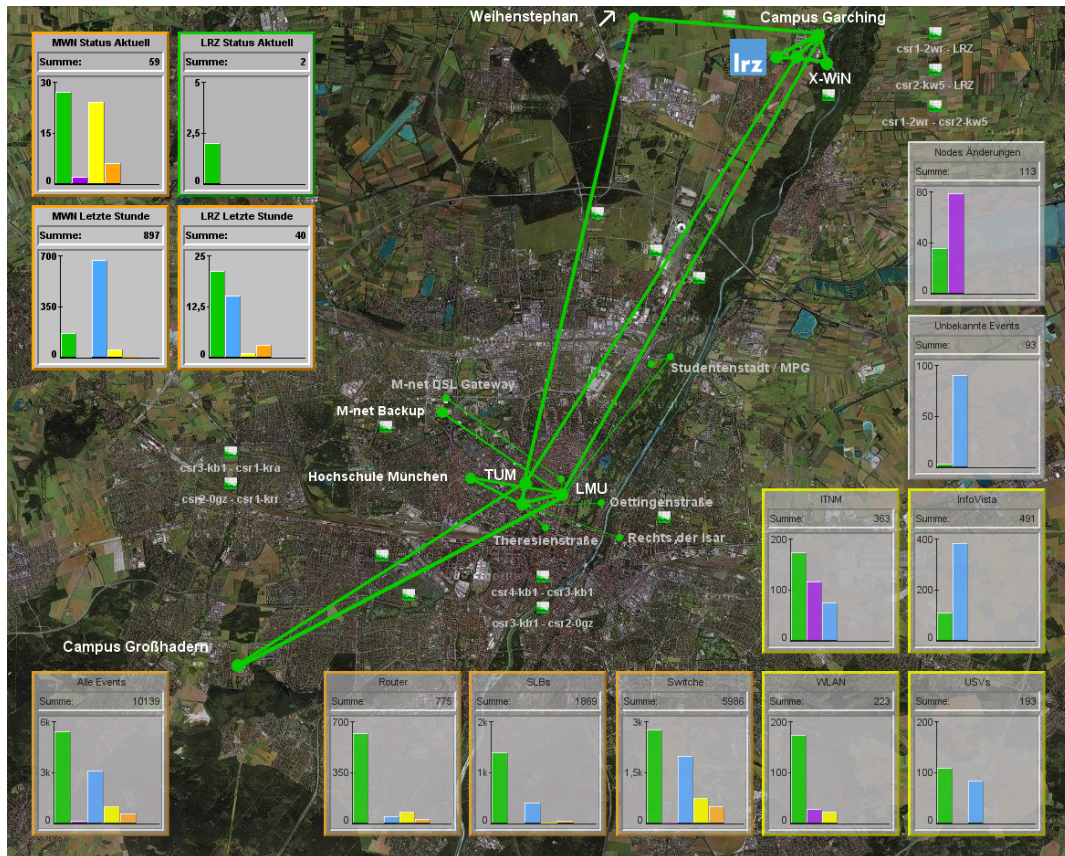 Weihenstephan
Campus Garching
lrz
X-WiN
csr1-2wr - LRZ
csr2-kw5 - LRZ
csr1-2wr - csr2-kw5
MWN Status Aktuell
Summe: 59
30
15
0
LRZ Status Aktuell
Summe: 2
5
2,5
0
MWN Letzte Stunde
Summe: 897
700
350
0
LRZ Letzte Stunde
Summe: 40
25
12,5
0
Nodes Änderungen
Summe: 113
80
40
0
Unbekannte Events
Summe: 93
100
50
0
Studentenstadt / MPG
M-net DSL Gateway
M-net Backup
csr3-kb1 - csr1-kra
csr2-0gz - csr1-krr
Hochschule München
TUM
LMU
Oettingenstraße
Theresienstraße
Rechts der Isar
csr4-kb1 - csr3-kb1
csr3-kb1 - csr2-0gz
ITNM
Summe: 363
200
100
0
InfoVista
Summe: 491
400
200
0
Campus Großhadern
Alle Events
Summe: 10139
6k
3k
0
Router
Summe: 775
700
350
0
SLBs
Summe: 1869
2k
1k
0
Switche
Summe: 5986
3k
1,5k
0
WLAN
Summe: 223
200
100
0
USVs
Summe: 193
200
100
0